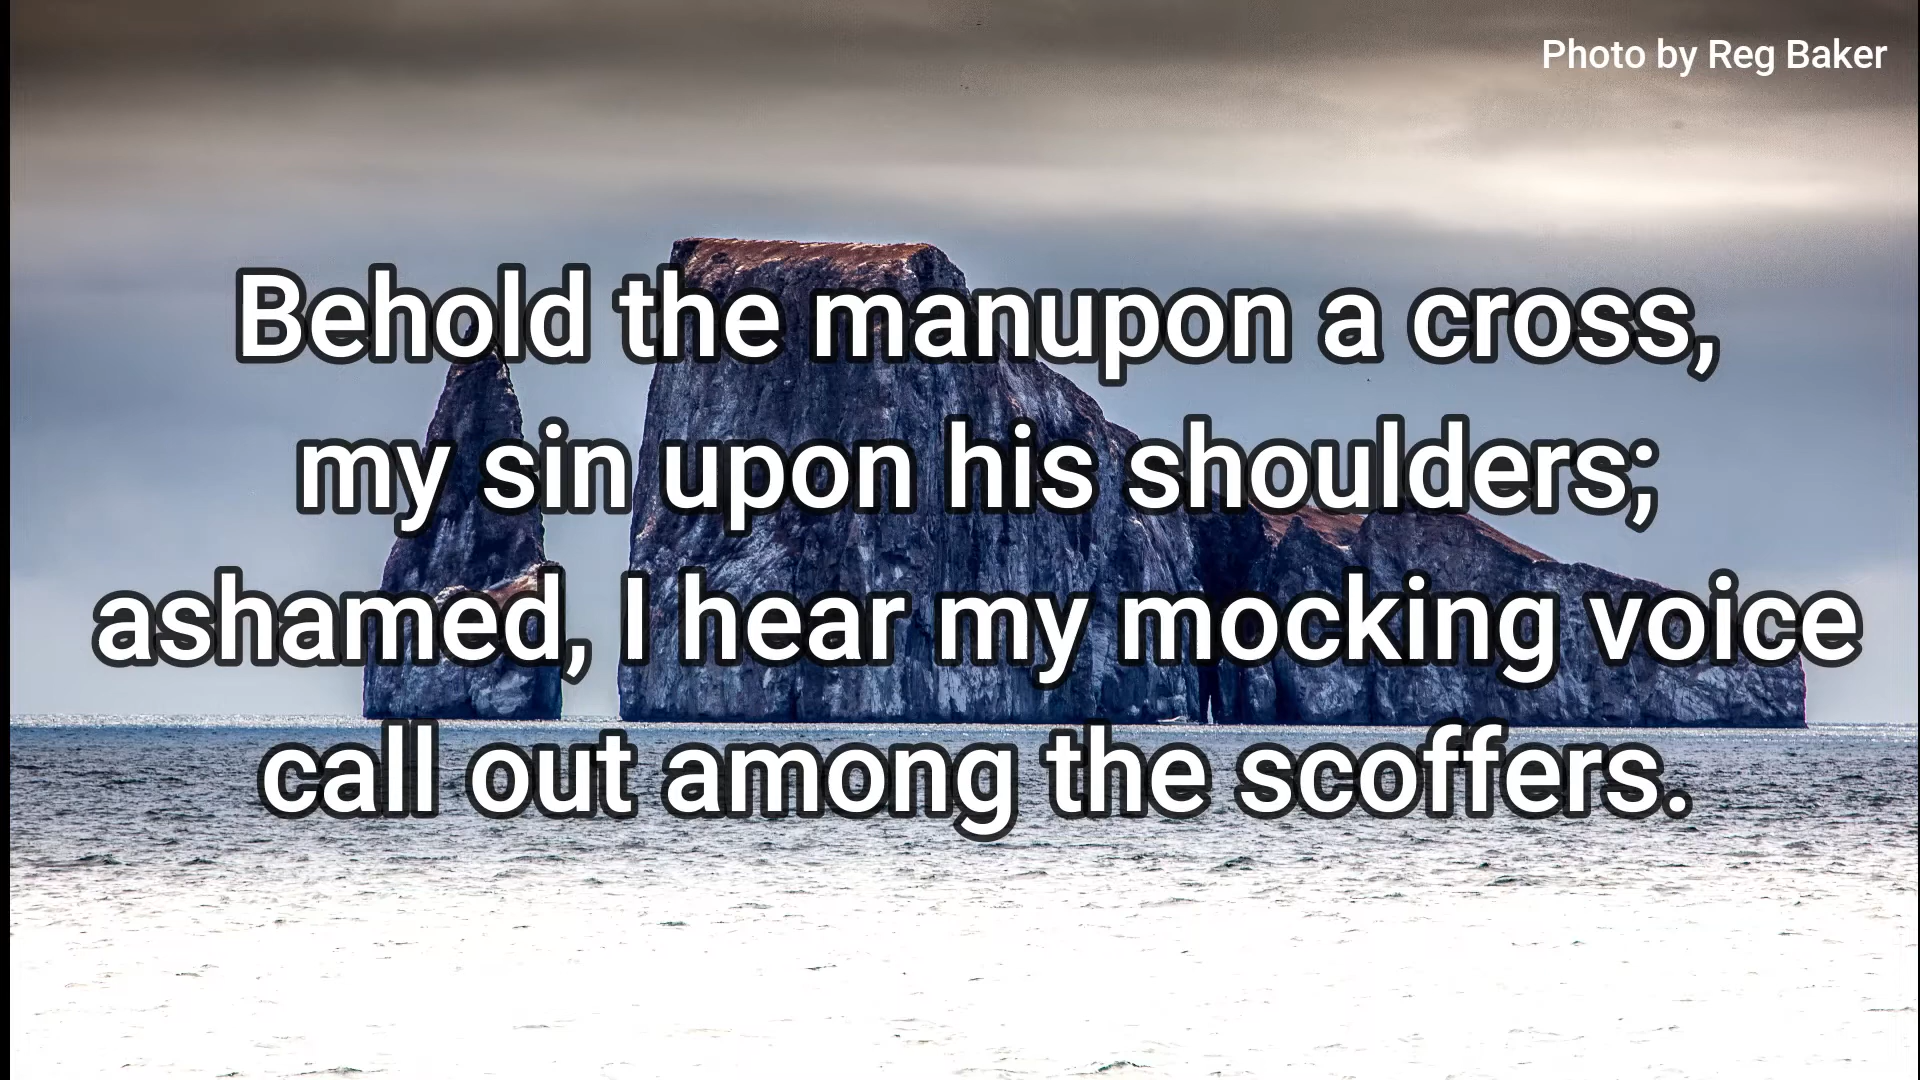 Photo by Reg Baker
Behold the manupon a cross,
my sin upon his shoulders;
ashamed, I hear my mocking voice
call out among the scoffers.